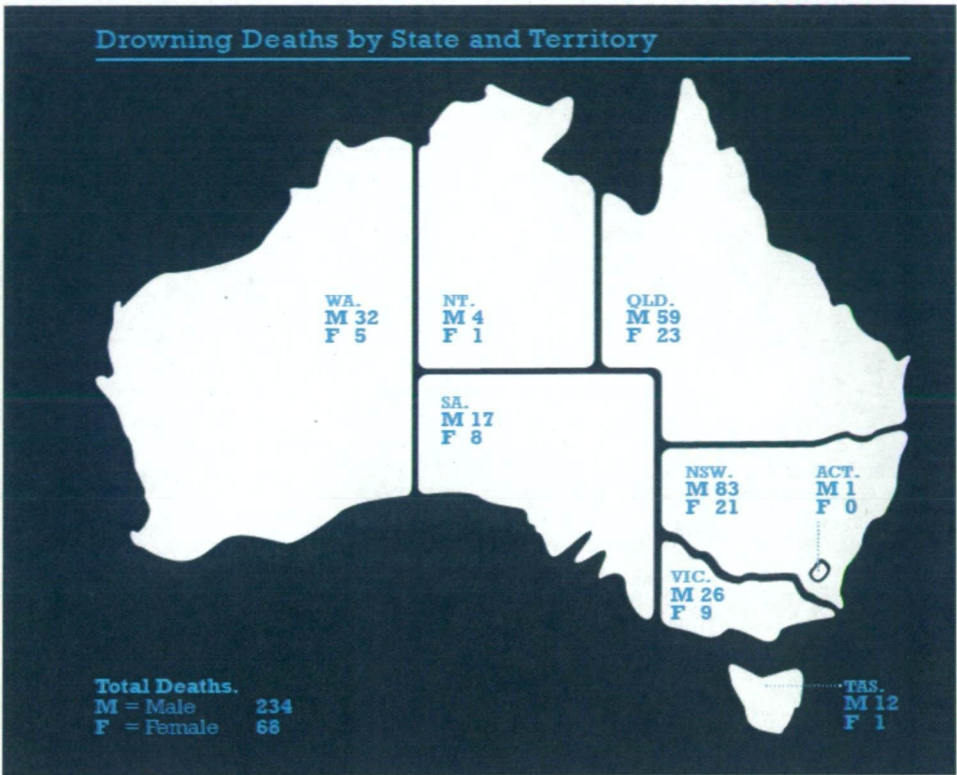 Drowning Deaths by State and Territory
WA.
M 32
F 5
NT.
M 4
F 1
QLD.
M 59
F 23
SA.
M 17
F 8
NSW.
M 83
F 21
ACT.
M 1
F 0
VIC.
M 26
F 9
TAS.
M 12
F 1
Total Deaths.
M = Male 234
F = Female 68